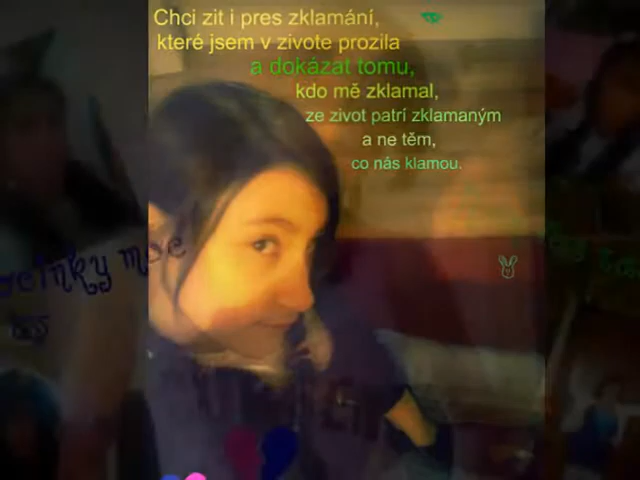 Chci zit i pres zklamání,
které jsem v zivote prozila
a dokázat tomu,
kdo mě zklamal,
ze zivot patrí zklamaným
a ne těm,
co nás klamou.
moe